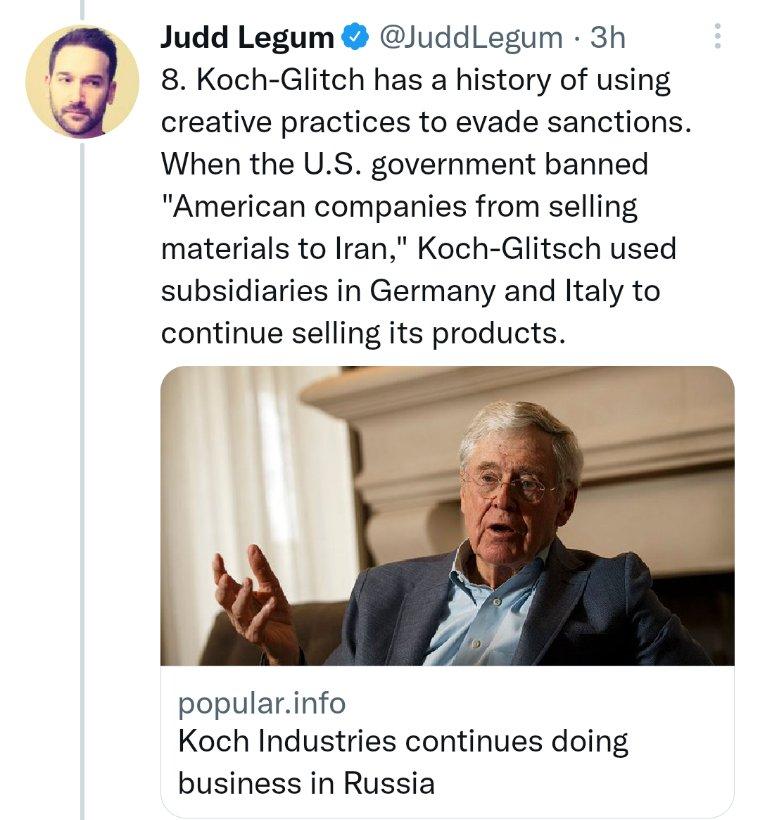 Judd Legum @JuddLegum · 3h
8. Koch-Glitch has a history of using
creative practices to evade sanctions.
When the U.S. government banned
"American companies from selling
materials to Iran," Koch-Glitsch used
subsidiaries in Germany and Italy to
continue selling its products.
popular.info
Koch Industries continues doing
business in Russia